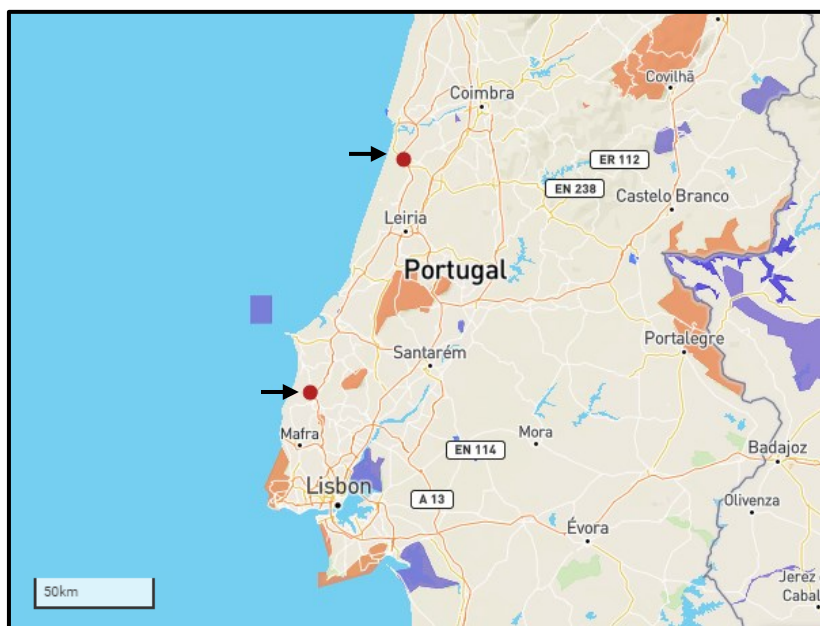 Covilhã
Coimbra
ER 112
EN 238
Castelo Branco
Leiria
Portugal
Portalegre
Santarém
Mafra
Mora
EN 114
Badajoz
Lisbon
A 13
Olivenza
Évora
50km
Jerez
Cabal